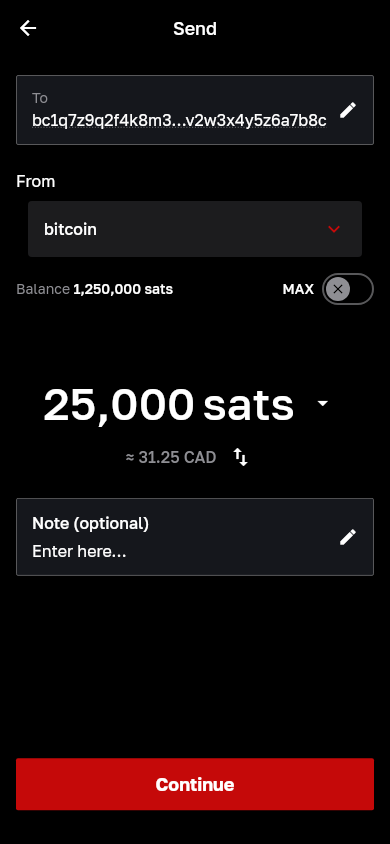 Send
To
bc1q7z9q2f4k8m3...v2w3x4y5z6a7b8c
From
bitcoin
Balance 1,250,000 sats MAX
25,000 sats
≈ 31.25 CAD
Note (optional)
Enter here...
Continue